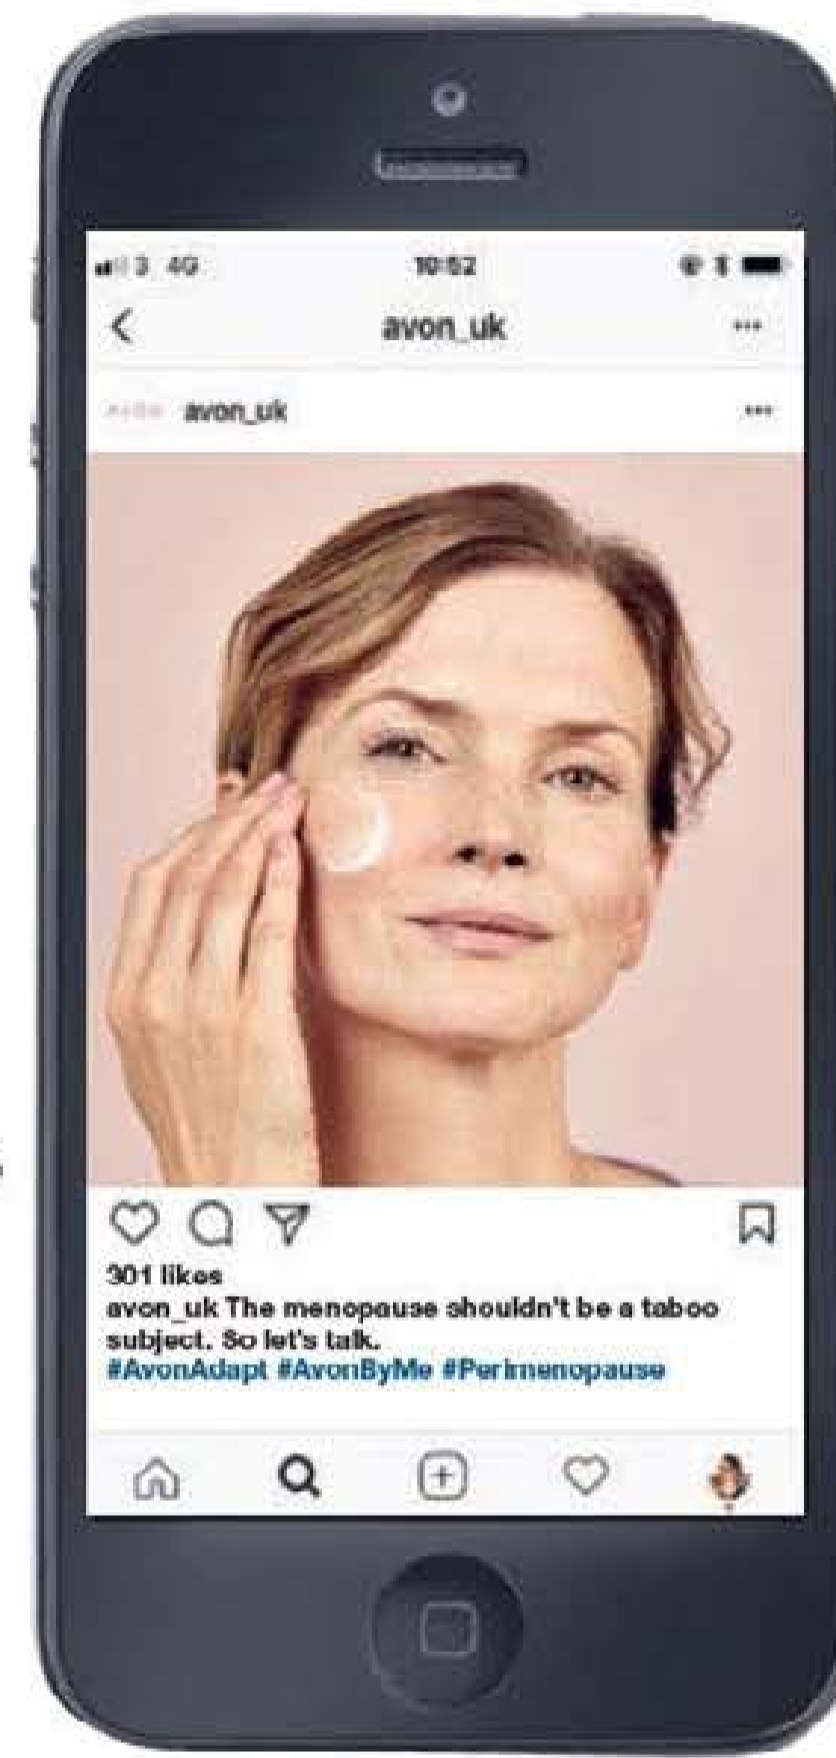 3 4G 10:52
avon_uk
AVON avon_uk
301 likes
avon_uk The menopause shouldn't be a taboo
subject. So let's talk.
#AvonAdapt #AvonByMe #Perimenopause